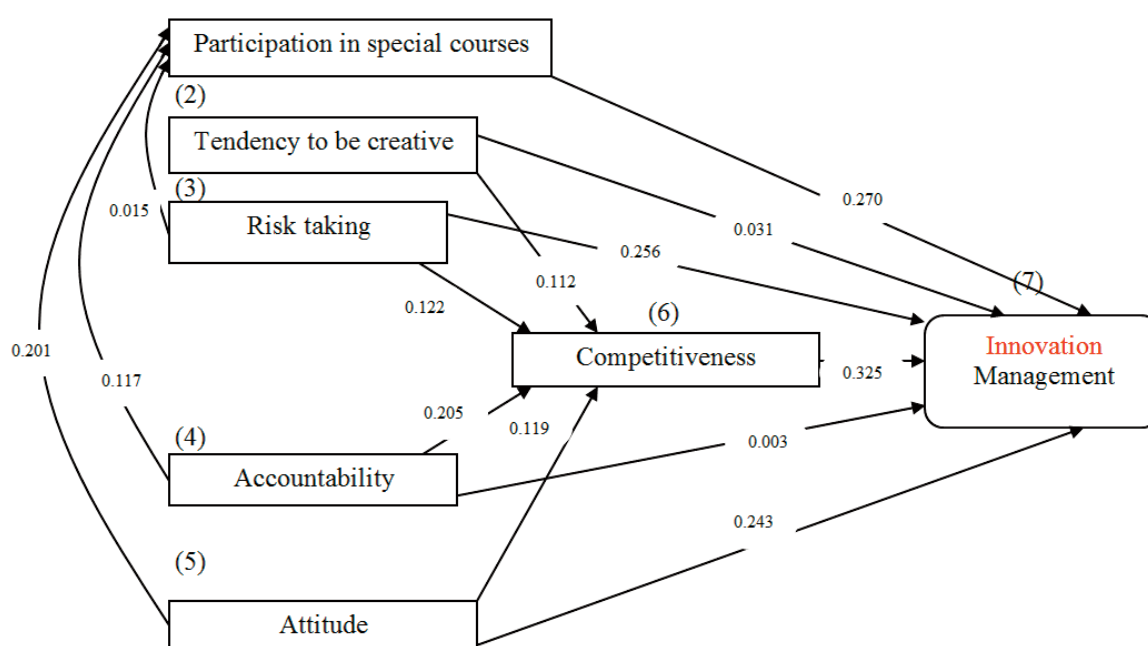 Participation in special courses
(2)
Tendency to be creative
(3)
Risk taking
0.015
0.270
0.031
0.256
0.112
(7)
0.122
(6)
Competitiveness
Innovation
Management
0.201
0.325
0.117
0.205
0.119
(4)
0.003
Accountability
0.243
(5)
Attitude